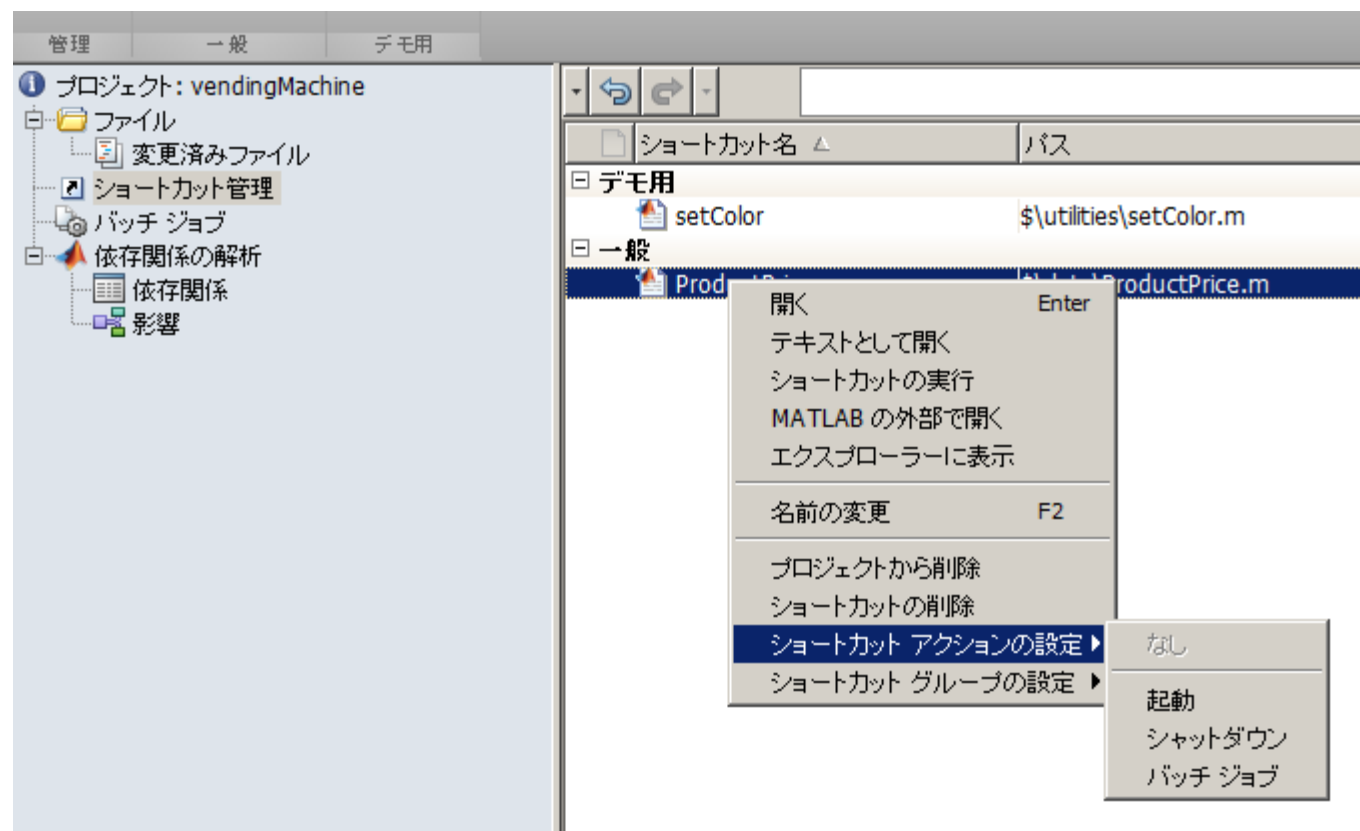 管理 一般 デモ用
プロジェクト: vendingMachine
ファイル
変更済みファイル
ショートカット管理
バッチ ジョブ
依存関係の解析
依存関係
影響
ショートカット名 パス
デモ用
setColor $\utilities\setColor.m
一般
ProductPrice.m
開く Enter
テキストとして開く
ショートカットの実行
MATLAB の外部で開く
エクスプローラーに表示
名前の変更 F2
プロジェクトから削除
ショートカットの削除
ショートカット アクションの設定
ショートカット グループの設定
なし
起動
シャットダウン
バッチ ジョブ